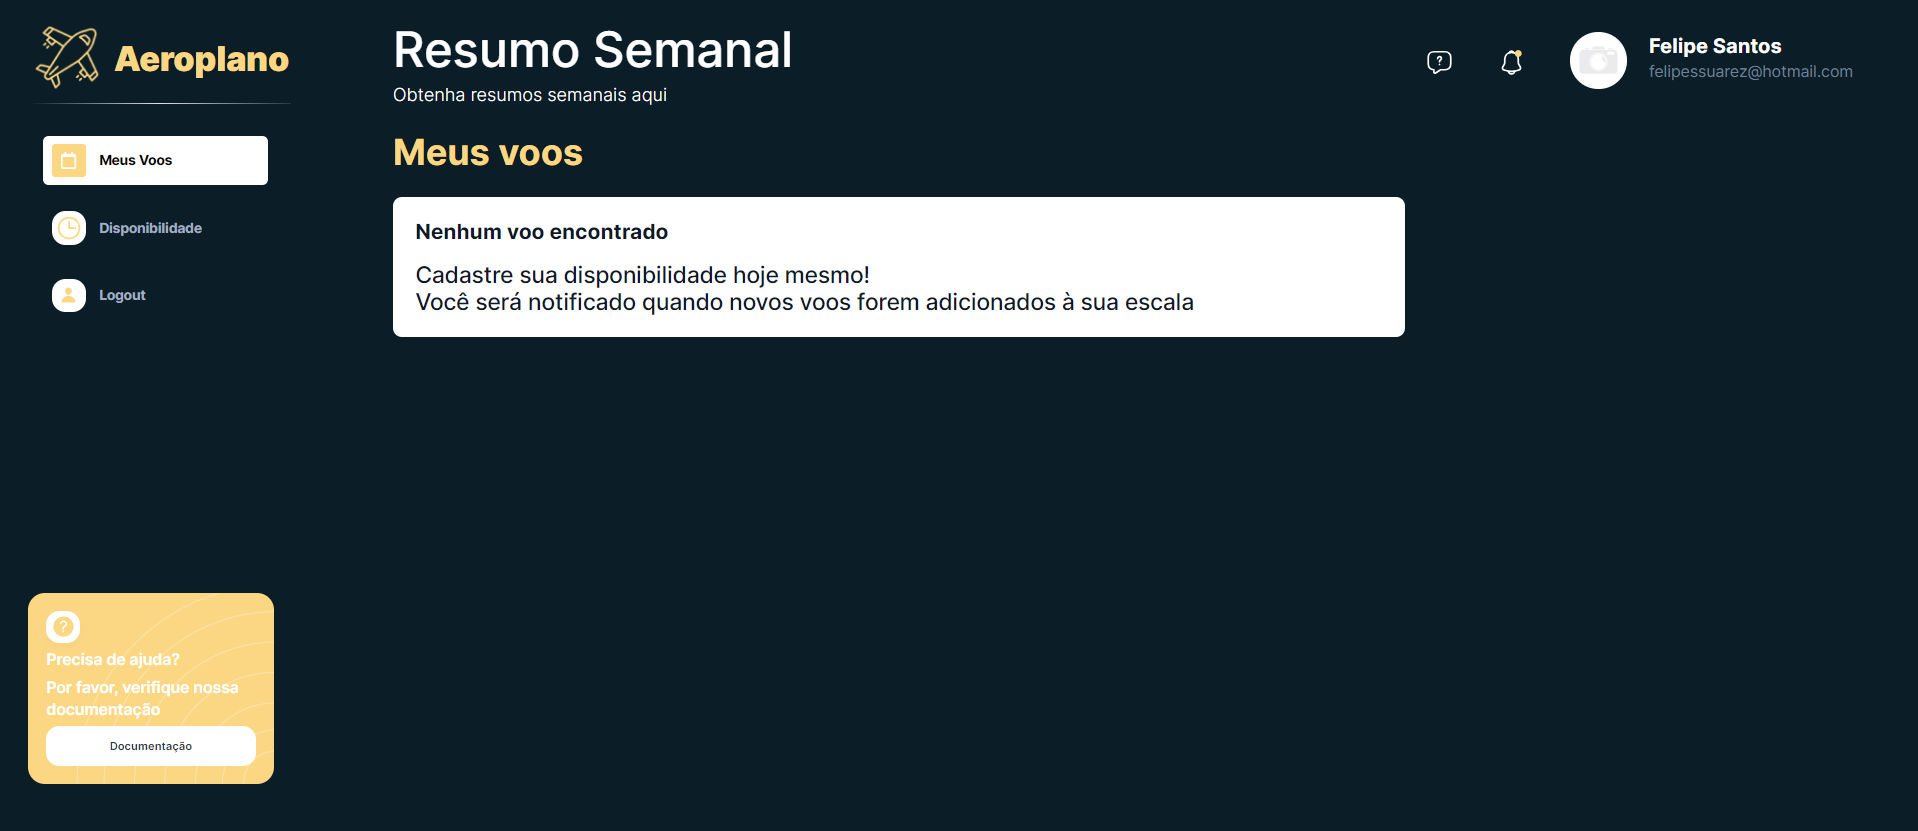 Aeroplano
Meus Voos
Disponibilidade
Logout
?
Precisa de ajuda?
Por favor, verifique nossa
documentação
Documentação
Resumo Semanal
Obtenha resumos semanais aqui
?
Felipe Santos
felipessuarez@hotmail.com
Meus voos
Nenhum voo encontrado
Cadastre sua disponibilidade hoje mesmo!
Você será notificado quando novos voos forem adicionados à sua escala